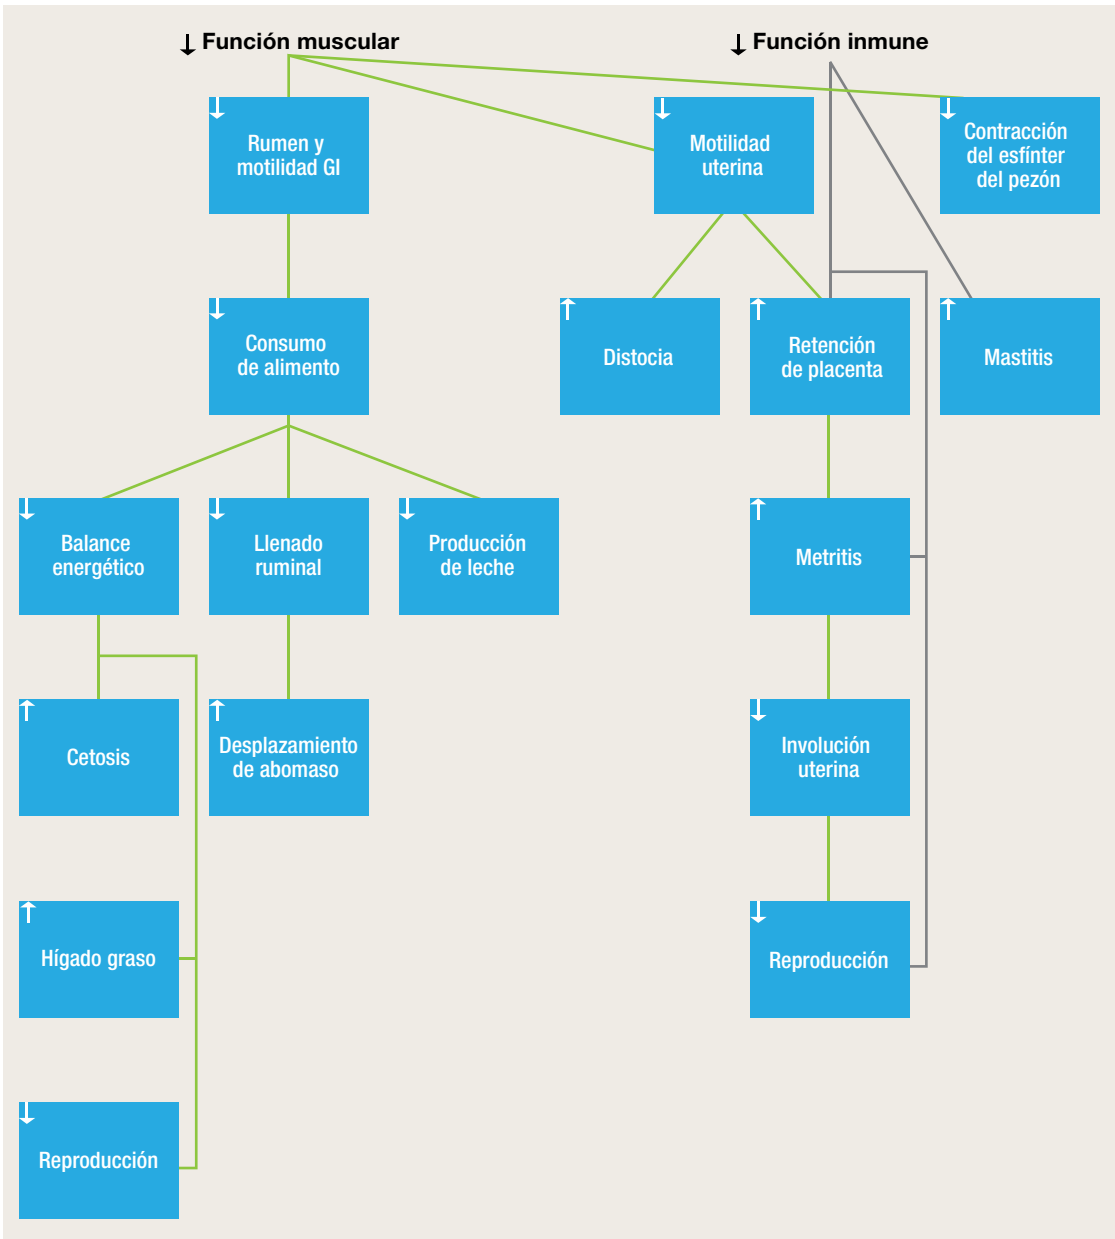 ↓ Función muscular
↓ Función inmune
↓ Rumen y
motilidad GI
↓ Motilidad
uterina
↓ Contracción
del esfínter
del pezón
↓ Consumo
de alimento
↑ Distocia
↑ Retención
de placenta
↑ Mastitis
↓ Balance
energético
↓ Llenado
ruminal
↓ Producción
de leche
↑ Metritis
↑ Cetosis
↑ Desplazamiento
de abomaso
↓ Involución
uterina
↑ Hígado graso
↓ Reproducción
↓ Reproducción